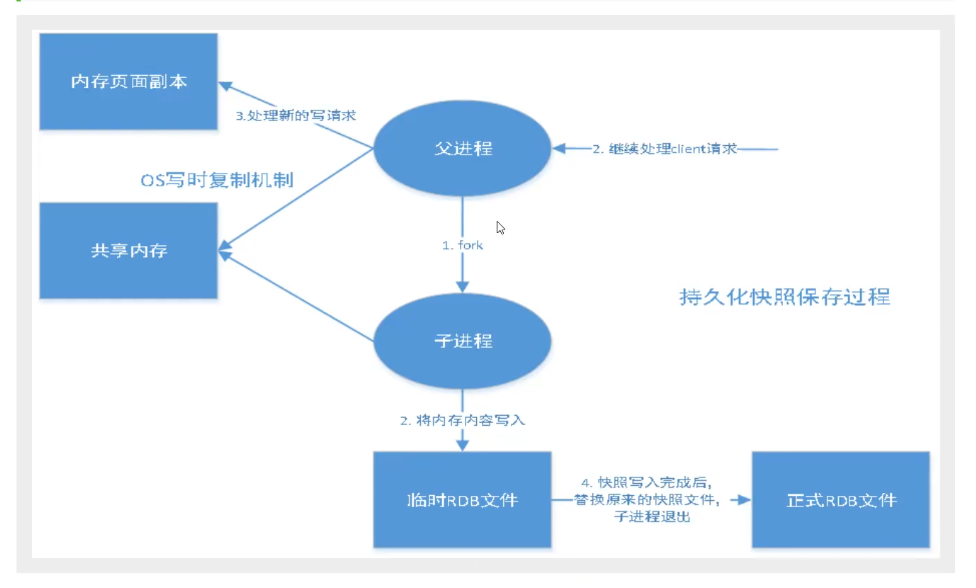 内存页面副本
3.处理新的写请求
父进程
2. 继续处理client请求
OS写时复制机制
共享内存
1. fork
持久化快照保存过程
子进程
2. 将内存内容写入
临时RDB文件
4. 快照写入完成后,
替换原来的快照文件,
子进程退出
正式RDB文件